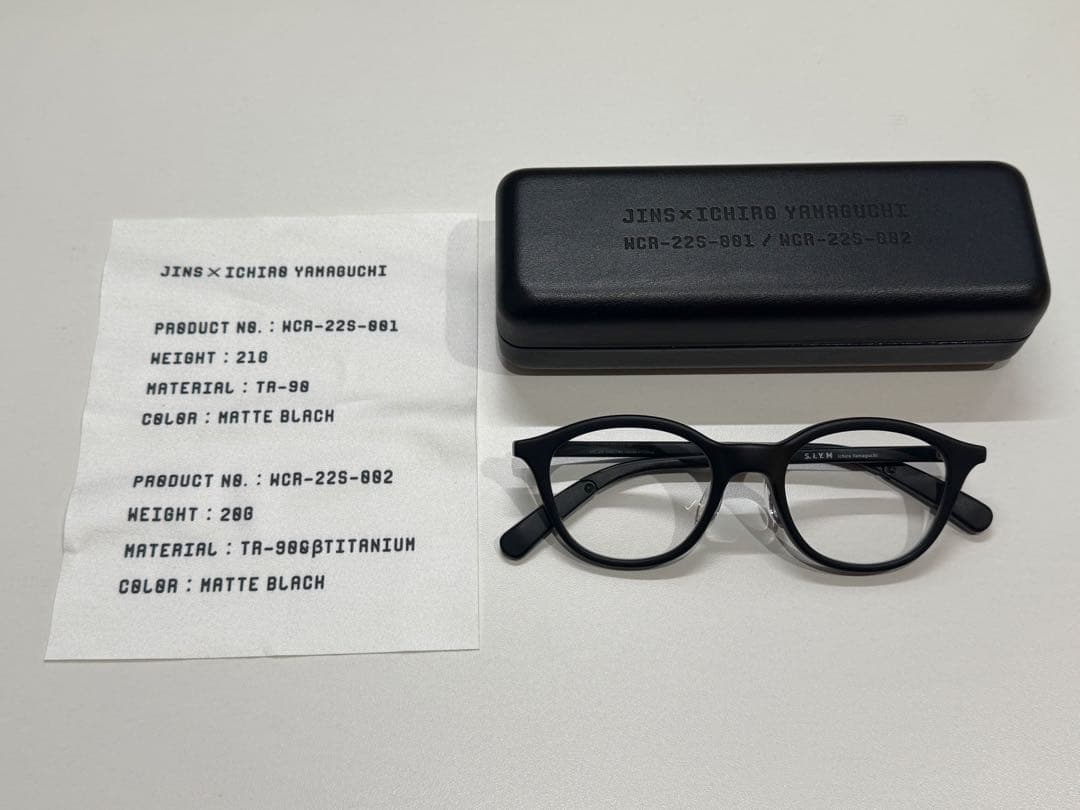 JINS×ICHIRO YAMAGUCHI
WCR-22S-001 / WCR-22S-002
JINS×ICHIRO YAMAGUCHI
PRODUCT NO.: WCR-22S-001
WEIGHT: 21G
MATERIAL: TR-90
COLOR: MATTE BLACK
PRODUCT NO.: WCR-22S-002
WEIGHT: 20G
MATERIAL: TR-90&βTITANIUM
COLOR: MATTE BLACK
S.I.Y.M Ichiro Yamaguchi